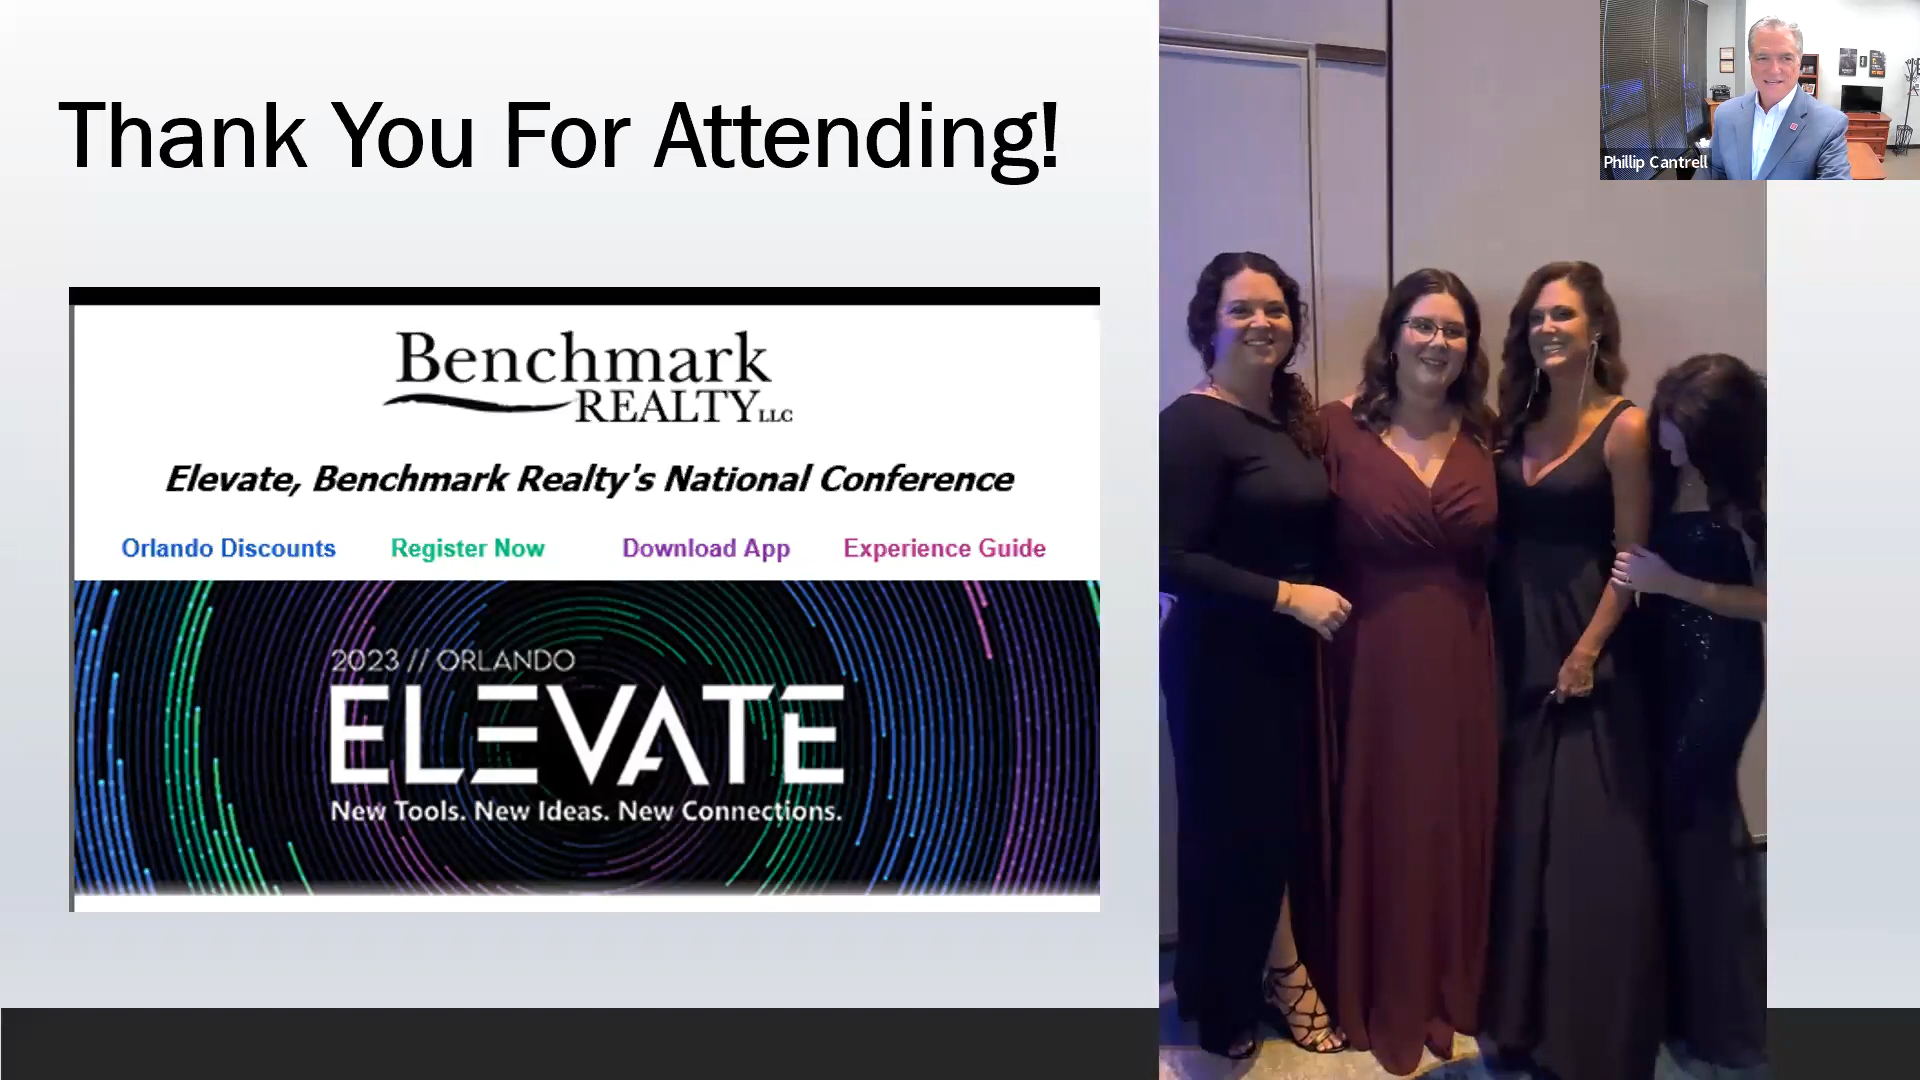 Thank You For Attending!
Phillip Cantrell
Benchmark
REALTY LLC
Elevate, Benchmark Realty's National Conference
Orlando Discounts Register Now Download App Experience Guide
2023 // ORLANDO
ELEVATE
New Tools. New Ideas. New Connections.